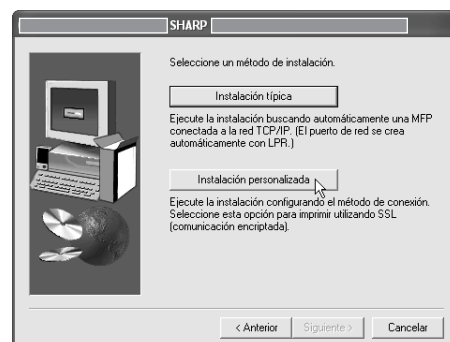 SHARP
Seleccione un método de instalación.
Instalación típica
Ejecute la instalación buscando automáticamente una MFP
conectada a la red TCP/IP. (El puerto de red se crea
automáticamente con LPR.)
Instalación personalizada
Ejecute la instalación configurando el método de conexión.
Seleccione esta opción para imprimir utilizando SSL
(comunicación encriptada).
< Anterior
Siguiente >
Cancelar